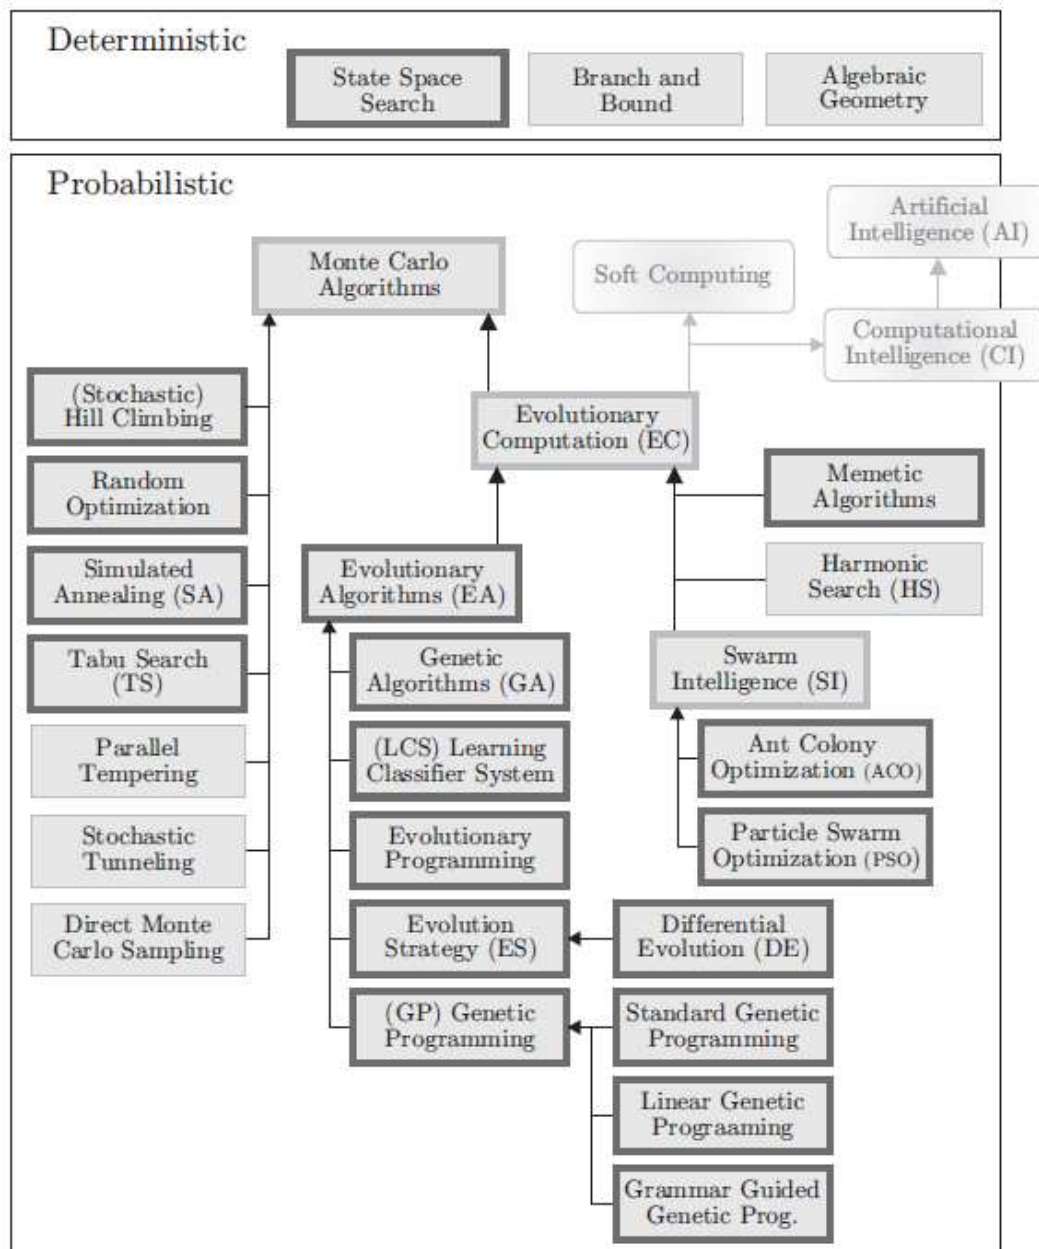 Deterministic
State Space
Search
Branch and
Bound
Algebraic
Geometry
Probabilistic
Artificial
Intelligence (AI)
Monte Carlo
Algorithms
Soft Computing
Computational
Intelligence (CI)
(Stochastic)
Hill Climbing
Evolutionary
Computation (EC)
Random
Optimization
Memetic
Algorithms
Simulated
Annealing (SA)
Evolutionary
Algorithms (EA)
Harmonic
Search (HS)
Tabu Search
(TS)
Genetic
Algorithms (GA)
Swarm
Intelligence (SI)
Parallel
Tempering
(LCS) Learning
Classifier System
Ant Colony
Optimization (ACO)
Stochastic
Tunneling
Evolutionary
Programming
Particle Swarm
Optimization (PSO)
Direct Monte
Carlo Sampling
Evolution
Strategy (ES)
Differential
Evolution (DE)
(GP) Genetic
Programming
Standard Genetic
Programming
Linear Genetic
Prograaming
Grammar Guided
Genetic Prog.